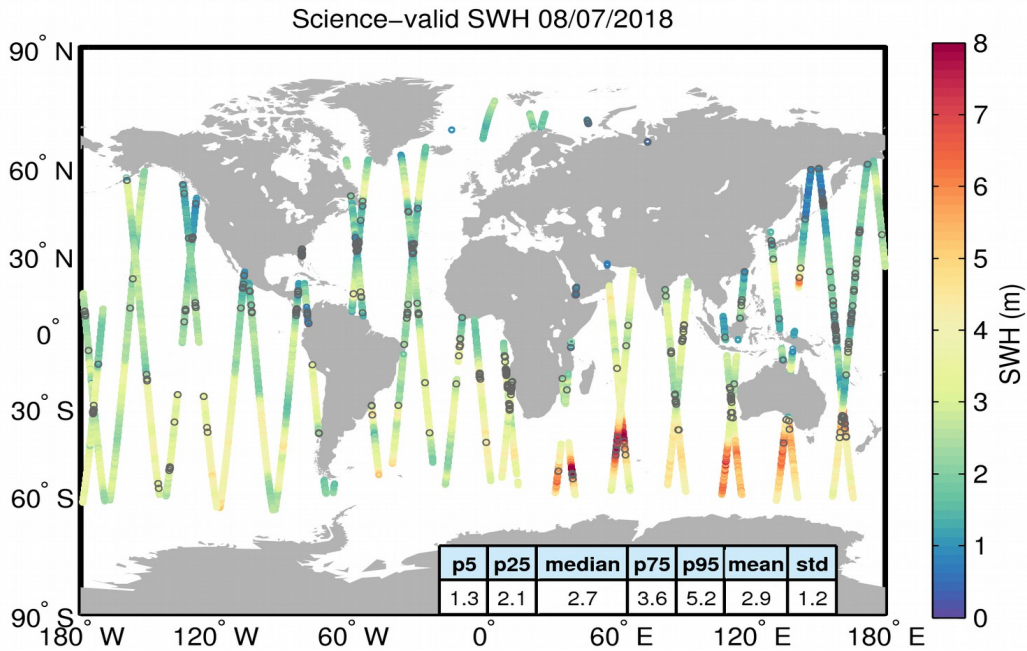 Science−valid SWH 08/07/2018
90° N
60° N
30° N
0°
30° S
60° S
90° S
180° W
120° W
60° W
0°
60° E
120° E
180° E
p5 p25 median p75 p95 mean std
1.3 2.1 2.7 3.6 5.2 2.9 1.2
8
7
6
5
4
3
2
1
0
SWH (m)